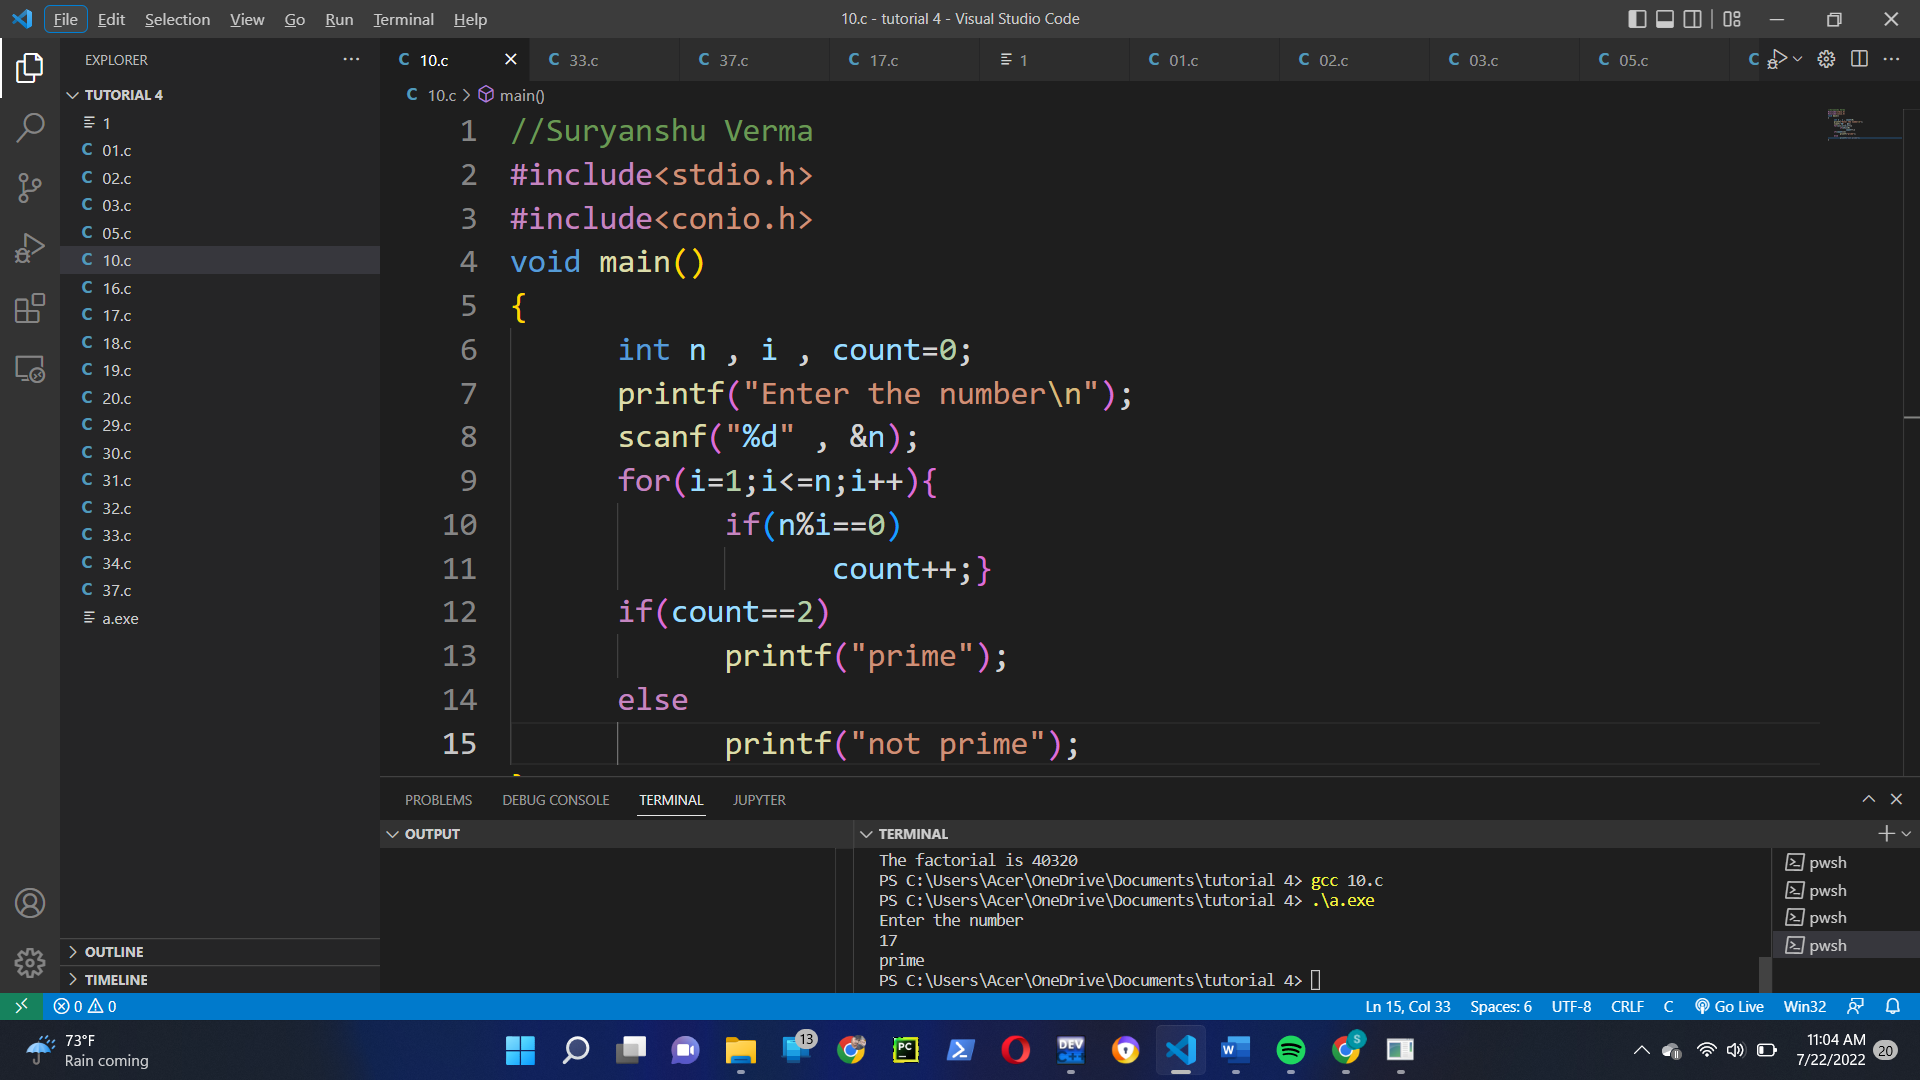 File Edit Selection View Go Run Terminal Help 10.c - tutorial 4 - Visual Studio Code
EXPLORER
10.c 33.c 37.c 17.c 1 01.c 02.c 03.c 05.c
TUTORIAL 4
10.c > main()
1
01.c
02.c
03.c
05.c
10.c
16.c
17.c
18.c
19.c
20.c
29.c
30.c
31.c
32.c
33.c
34.c
37.c
a.exe
OUTLINE
TIMELINE
1 //Suryanshu Verma
2 #include<stdio.h>
3 #include<conio.h>
4 void main()
5 {
6 int n , i , count=0;
7 printf("Enter the number\n");
8 scanf("%d" , &n);
9 for(i=1;i<=n;i++){
10 if(n%i==0)
11 count++;}
12 if(count==2)
13 printf("prime");
14 else
15 printf("not prime");
PROBLEMS DEBUG CONSOLE TERMINAL JUPYTER
OUTPUT
TERMINAL
The factorial is 40320
PS C:\Users\Acer\OneDrive\Documents\tutorial 4> gcc 10.c
PS C:\Users\Acer\OneDrive\Documents\tutorial 4> .\a.exe
Enter the number
17
prime
PS C:\Users\Acer\OneDrive\Documents\tutorial 4>
pwsh
pwsh
pwsh
pwsh
0 0 Ln 15, Col 33 Spaces: 6 UTF-8 CRLF C Go Live Win32
73°F
Rain coming
13
PC
DEV
W
S
11:04 AM
7/22/2022
20